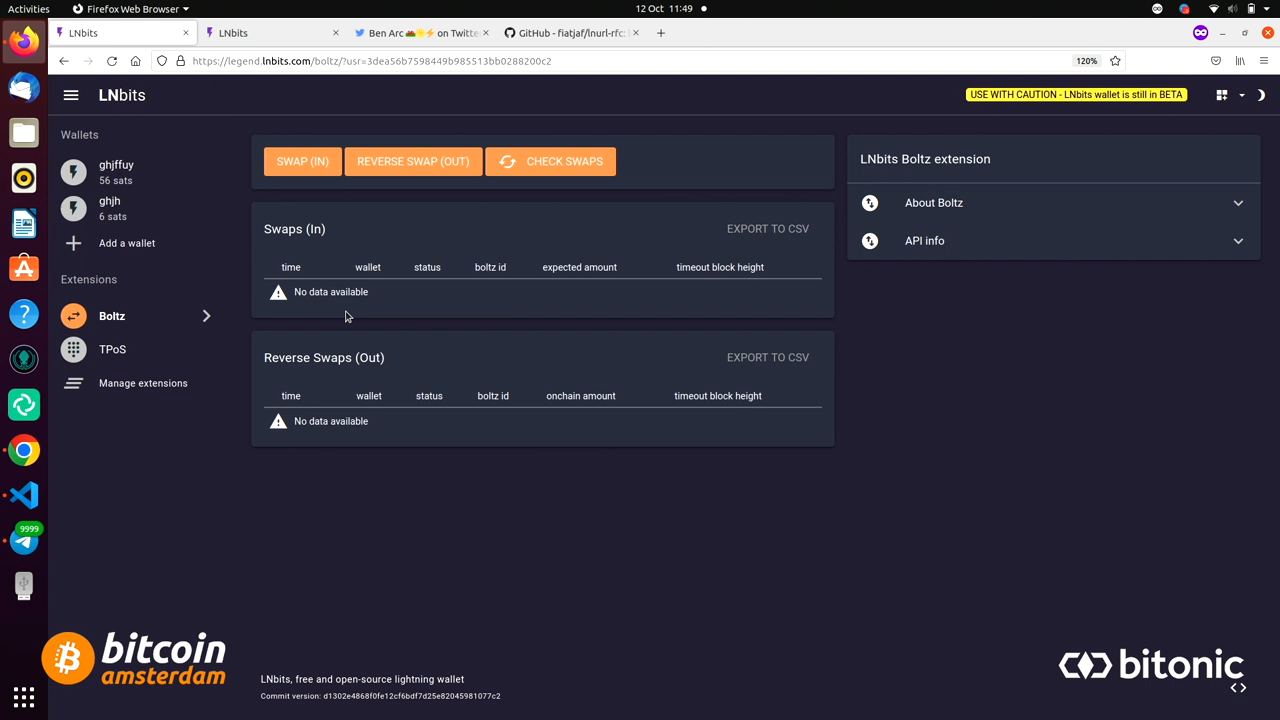 Activities
Firefox Web Browser
12 Oct 11:49
LNbits
LNbits
Ben Arc on Twitte
GitHub - fiatjaf/lnurl-rfc:
https://legend.lnbits.com/boltz/?usr=3dea56b7598449b985513bb0288200c2
120%
LNbits
USE WITH CAUTION - LNbits wallet is still in BETA
Wallets
ghjffuy
56 sats
ghjh
6 sats
Add a wallet
Extensions
Boltz
TPoS
Manage extensions
SWAP (IN)
REVERSE SWAP (OUT)
CHECK SWAPS
Swaps (In)
EXPORT TO CSV
time wallet status boltz id expected amount timeout block height
No data available
Reverse Swaps (Out)
EXPORT TO CSV
time wallet status boltz id onchain amount timeout block height
No data available
LNbits Boltz extension
About Boltz
API info
9999
bitcoin
amsterdam
LNbits, free and open-source lightning wallet
Commit version: d1302e4868f0fe12cf6bdf7d25e82045981077c2
bitonic